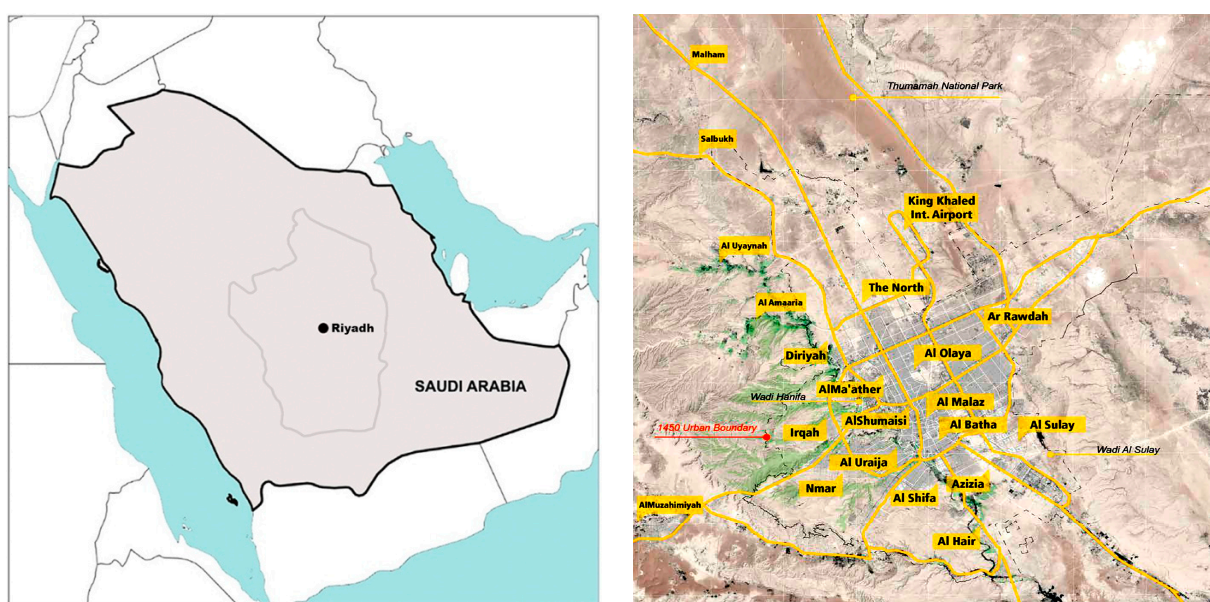 Riyadh
SAUDI ARABIA
Malham
Thumamah National Park
Salbukh
King Khaled
Int. Airport
Al Uyaynah
The North
Al Amaaria
Ar Rawdah
Diriyah
Al Olaya
AlMa'ather
Wadi Hanifa
Al Malaz
1450 Urban Boundary
Irqah
AlShumaisi
Al Batha
Al Sulay
Wadi Al Sulay
Al Uraija
Nmar
Azizia
Al Shifa
AlMuzahimiyah
Al Hair